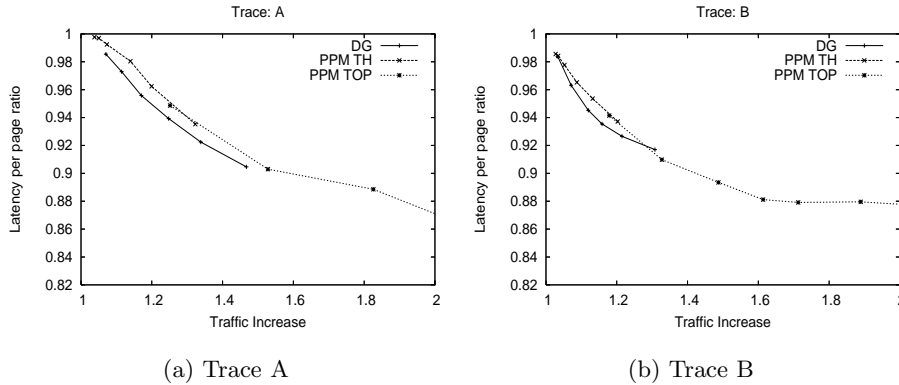 Trace: A
1
0.98
0.96
0.94
0.92
0.9
0.88
0.86
0.84
0.82
1 1.2 1.4 1.6 1.8 2
Latency per page ratio
Traffic Increase
DG
PPM TH
PPM TOP
(a) Trace A
Trace: B
1
0.98
0.96
0.94
0.92
0.9
0.88
0.86
0.84
0.82
1 1.2 1.4 1.6 1.8 2
Latency per page ratio
Traffic Increase
DG
PPM TH
PPM TOP
(b) Trace B